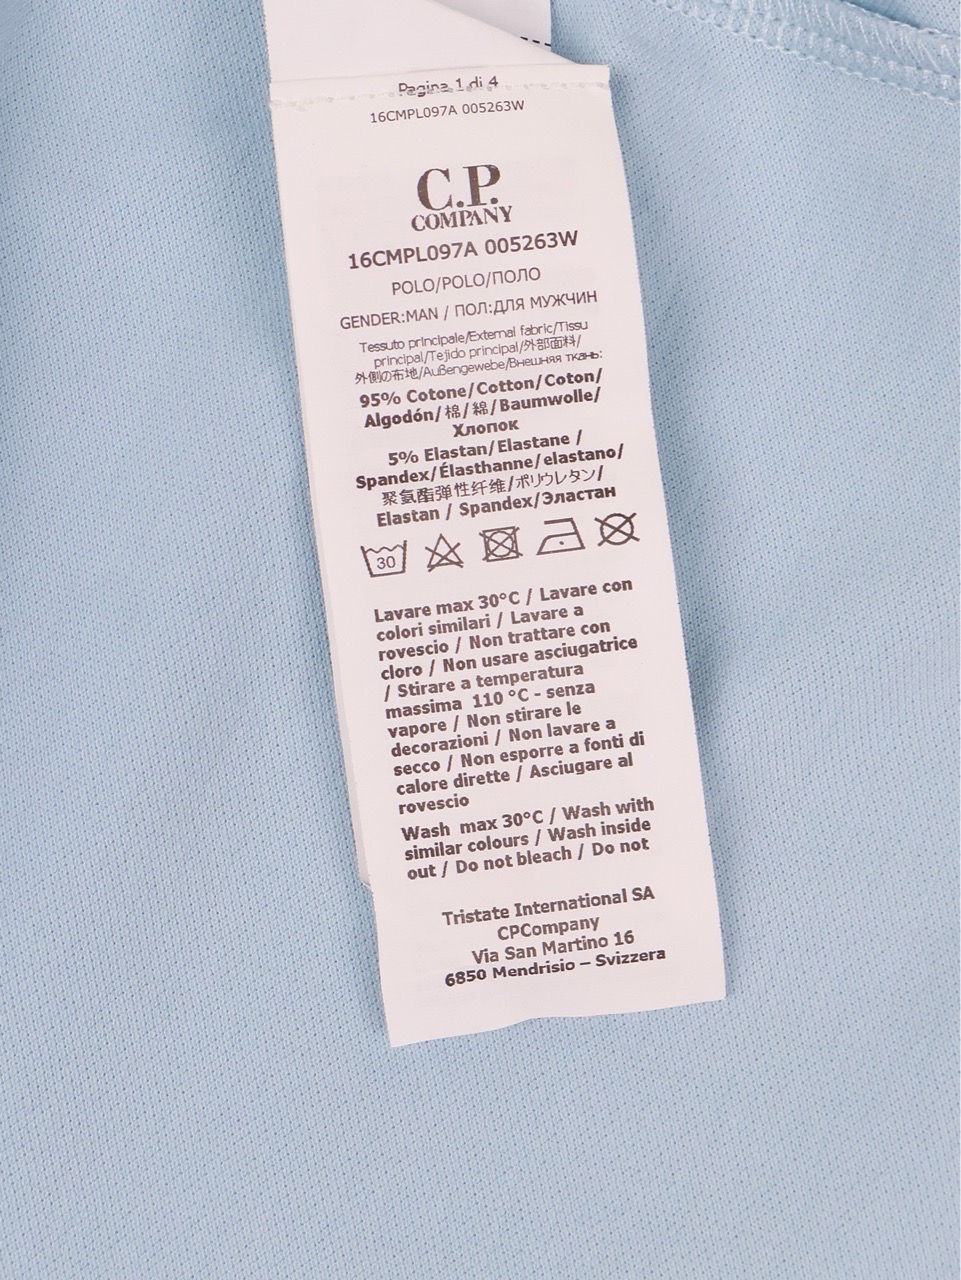 Pagina 1 di 4
16CMPL097A 005263W
C.P.
COMPANY
16CMPL097A 005263W
POLO/POLO/ПОЛО
GENDER:MAN / ПОЛ:ДЛЯ МУЖЧИН
Tessuto principale/External fabric/Tissu
principal/Tejido principal/外部面料/
外側の布地/Außengewebe/Внешняя ткань:
95% Cotone/Cotton/Coton/
Algodón/棉/綿/Baumwolle/
Хлопок
5% Elastan/Elastane /
Spandex/Élasthanne/elastano/
聚氨酯弹性纤维/ポリウレタン/
Elastan / Spandex/Эластан
30
Lavare max 30°C / Lavare con
colori similari / Lavare a
rovescio / Non trattare con
cloro / Non usare asciugatrice
/ Stirare a temperatura
massima 110 °C - senza
vapore / Non stirare le
decorazioni / Non lavare a
secco / Non esporre a fonti di
calore dirette / Asciugare al
rovescio
Wash max 30°C / Wash with
similar colours / Wash inside
out / Do not bleach / Do not
Tristate International SA
CPCompany
Via San Martino 16
6850 Mendrisio – Svizzera